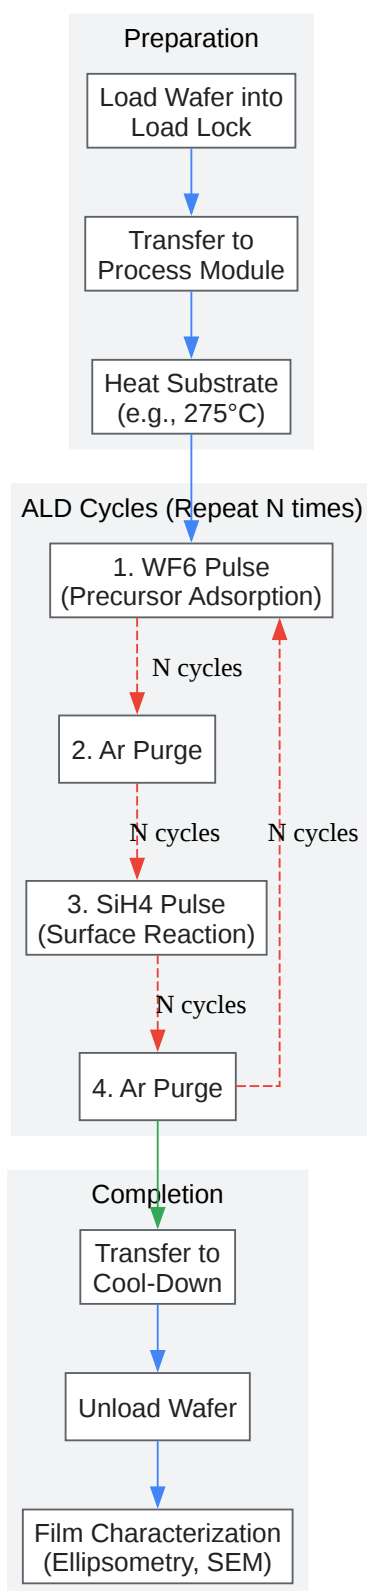 Preparation
Load Wafer into
Load Lock
Transfer to
Process Module
Heat Substrate
(e.g., 275°C)
ALD Cycles (Repeat N times)
1. WF6 Pulse
(Precursor Adsorption)
N cycles
2. Ar Purge
N cycles
N cycles
3. SiH4 Pulse
(Surface Reaction)
N cycles
4. Ar Purge
Completion
Transfer to
Cool-Down
Unload Wafer
Film Characterization
(Ellipsometry, SEM)